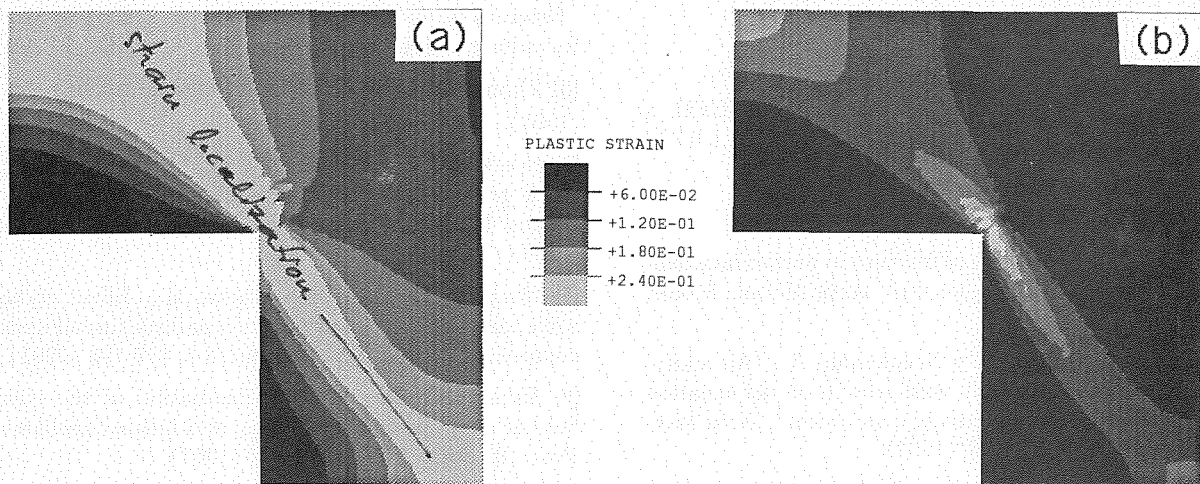 (a)
strain localization
PLASTIC STRAIN
+6.00E-02
+1.20E-01
+1.80E-01
+2.40E-01
(b)